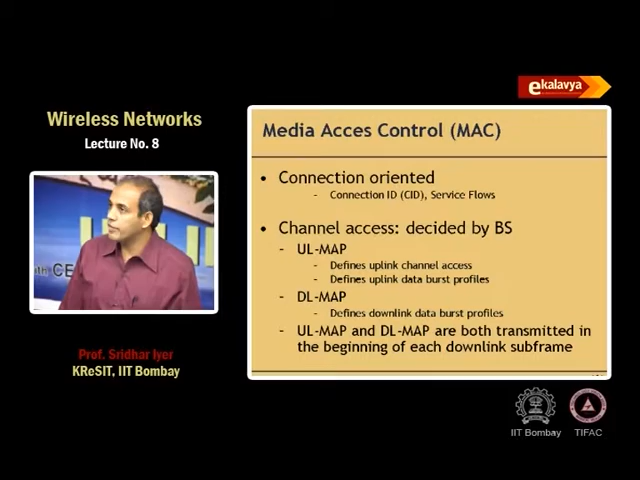 ekalavya
Wireless Networks
Lecture No. 8
Media Acces Control (MAC)
• Connection oriented
– Connection ID (CID), Service Flows
• Channel access: decided by BS
– UL-MAP
– Defines uplink channel access
– Defines uplink data burst profiles
– DL-MAP
– Defines downlink data burst profiles
– UL-MAP and DL-MAP are both transmitted in
the beginning of each downlink subframe
Prof. Sridhar Iyer
KReSIT, IIT Bombay
IIT Bombay
TIFAC